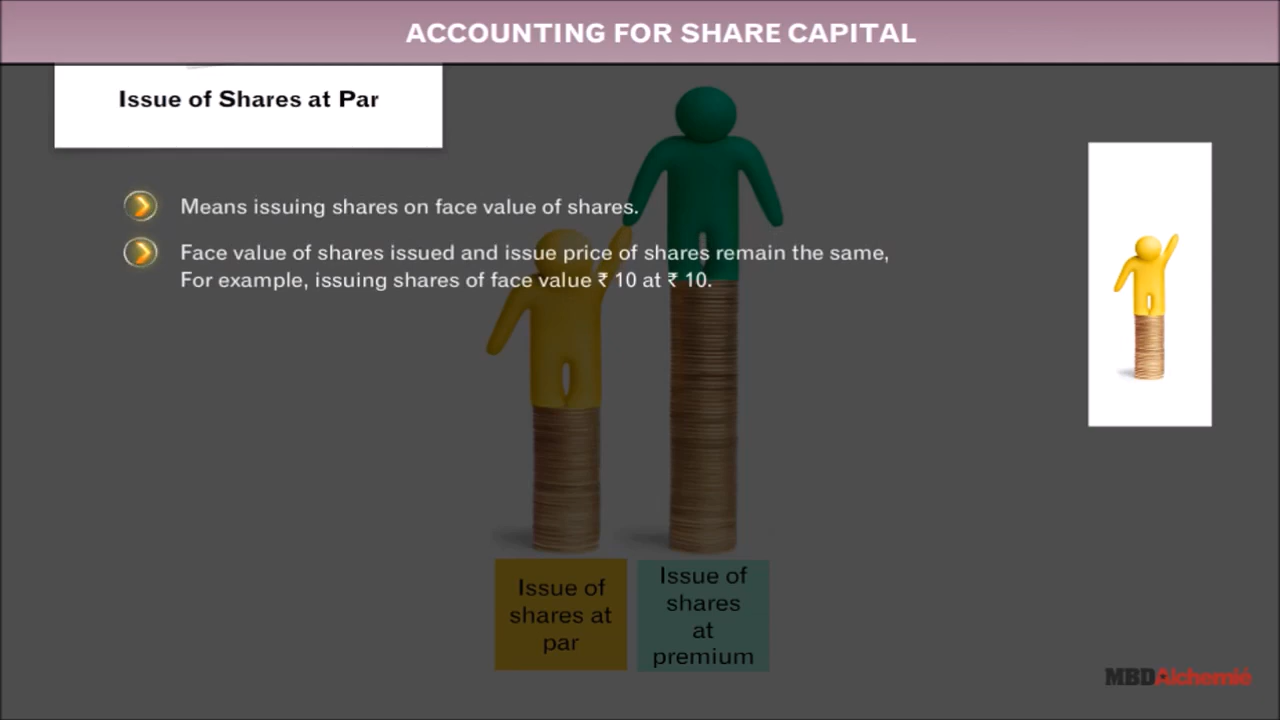 ACCOUNTING FOR SHARE CAPITAL
Issue of Shares at Par
Means issuing shares on face value of shares.
Face value of shares issued and issue price of shares remain the same,
For example, issuing shares of face value ₹ 10 at ₹ 10.
Issue of
shares at
par
Issue of
shares
at
premium
MBDAlchemié